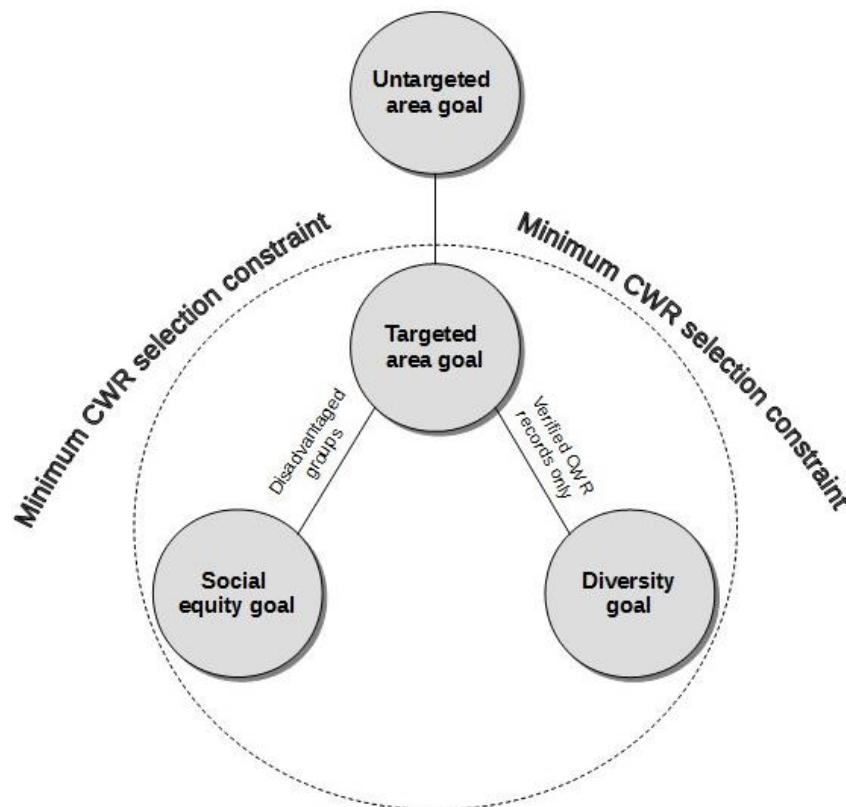 Untargeted
area goal
Minimum CWR selection constraint
Minimum CWR selection constraint
Targeted
area goal
Disadvantaged
groups
Verified CWR
records only
Social
equity goal
Diversity
goal